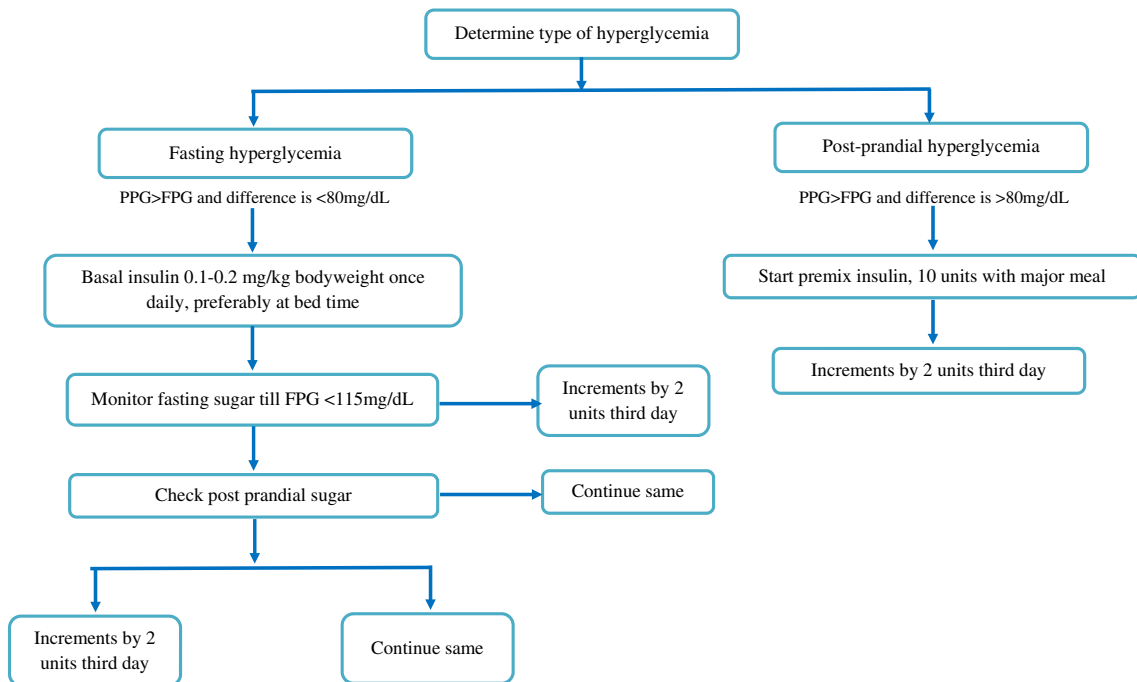 Determine type of hyperglycemia
Fasting hyperglycemia
Post-prandial hyperglycemia
PPG>FPG and difference is <80mg/dL
PPG>FPG and difference is >80mg/dL
Basal insulin 0.1-0.2 mg/kg bodyweight once
daily, preferably at bed time
Start premix insulin, 10 units with major meal
Monitor fasting sugar till FPG <115mg/dL
Increments by 2
units third day
Increments by 2 units third day
Check post prandial sugar
Continue same
Increments by 2
units third day
Continue same